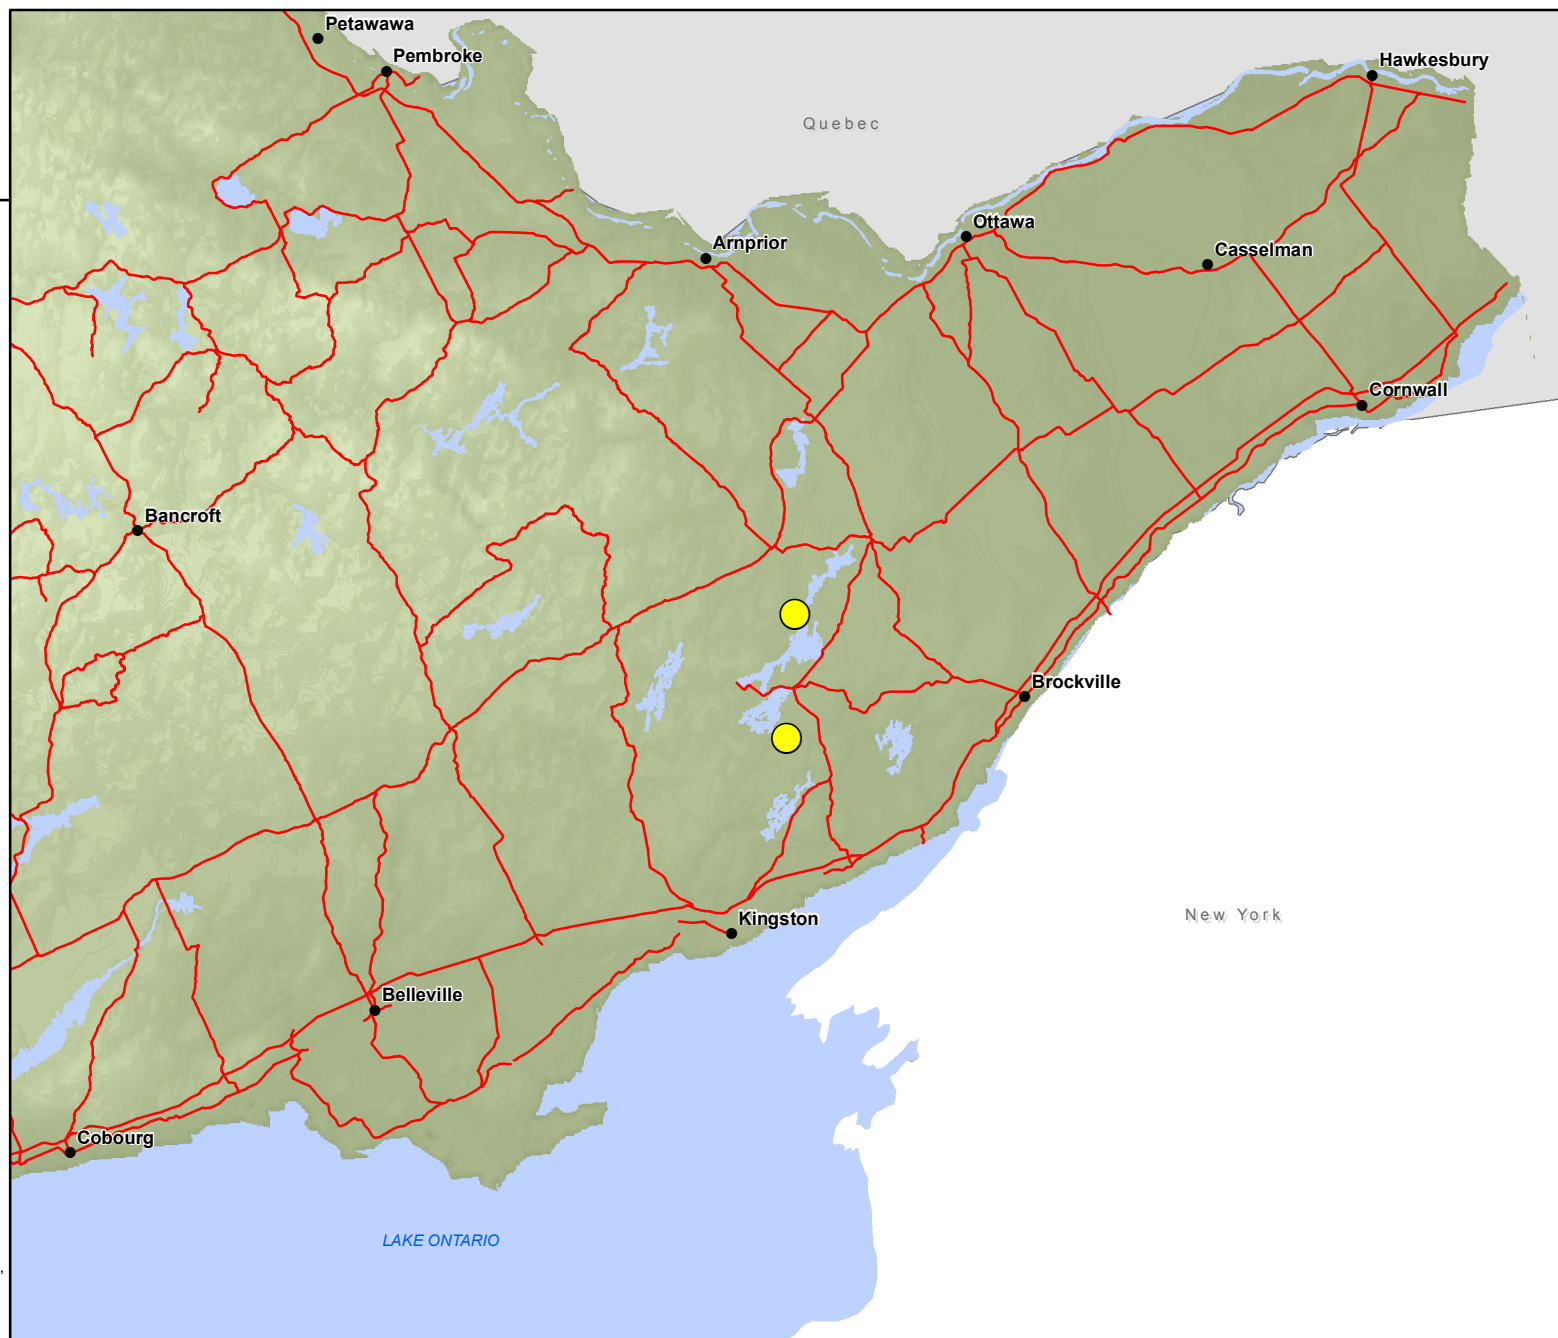 Petawawa
Pembroke
Hawkesbury
Quebec
Ottawa
Arnprior
Casselman
Cornwall
Bancroft
Brockville
New York
Kingston
Belleville
Cobourg
LAKE ONTARIO
,